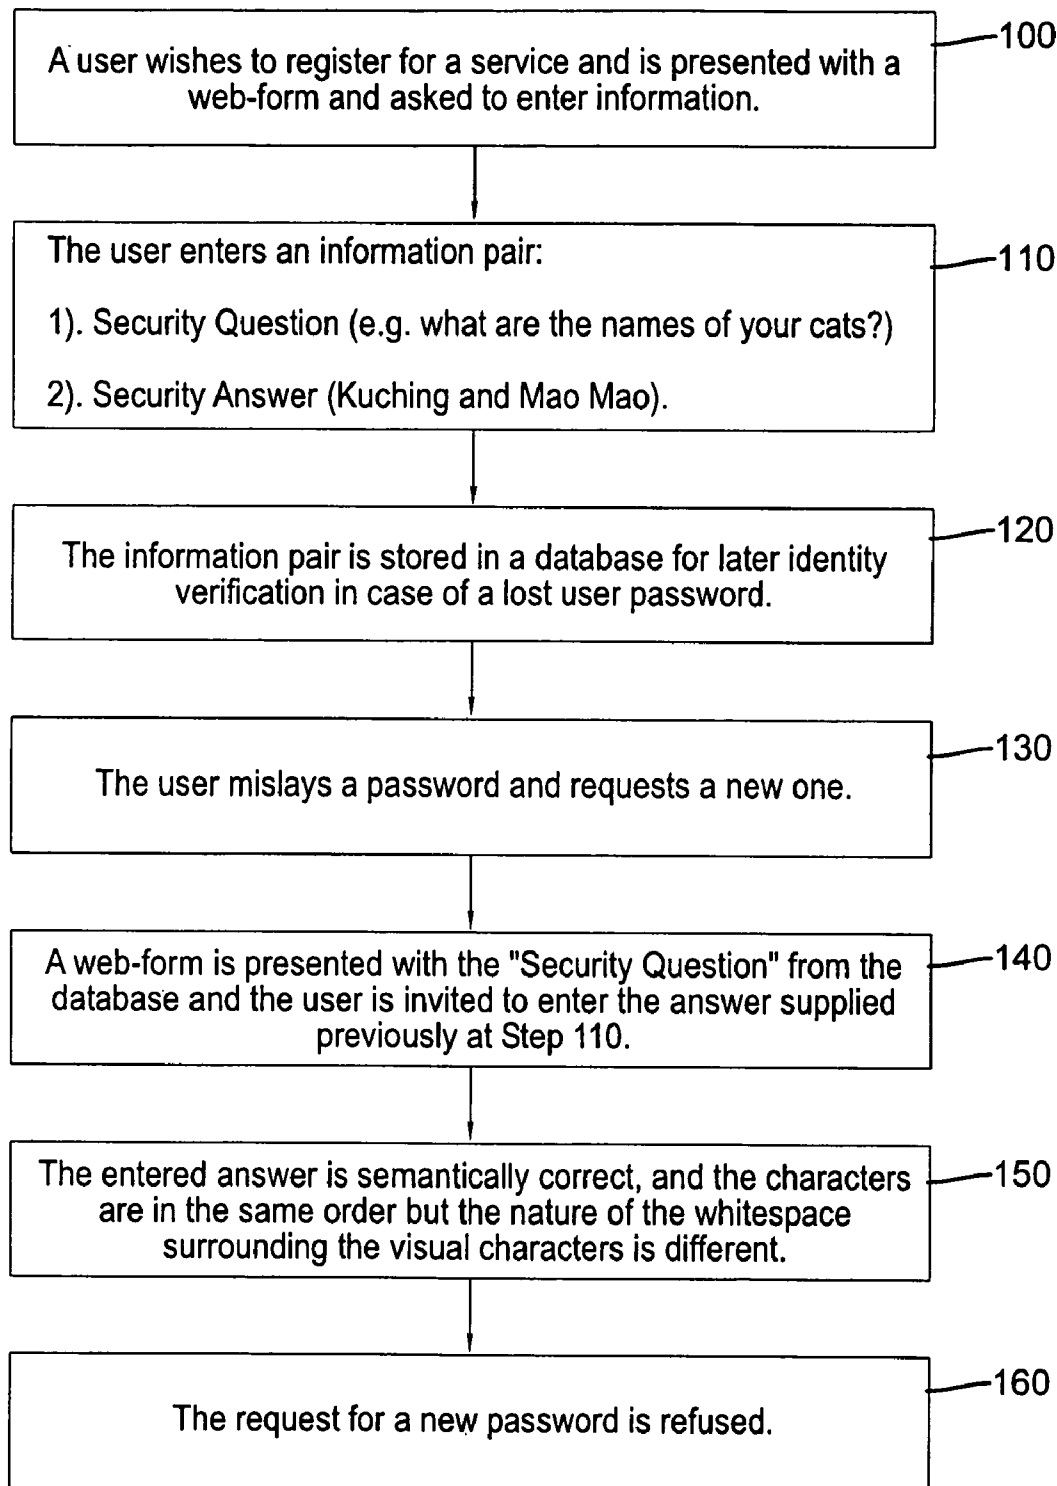 100
A user wishes to register for a service and is presented with a
web-form and asked to enter information.
110
The user enters an information pair:
1). Security Question (e.g. what are the names of your cats?)
2). Security Answer (Kuching and Mao Mao).
120
The information pair is stored in a database for later identity
verification in case of a lost user password.
130
The user mislays a password and requests a new one.
140
A web-form is presented with the "Security Question" from the
database and the user is invited to enter the answer supplied
previously at Step 110.
150
The entered answer is semantically correct, and the characters
are in the same order but the nature of the whitespace
surrounding the visual characters is different.
160
The request for a new password is refused.